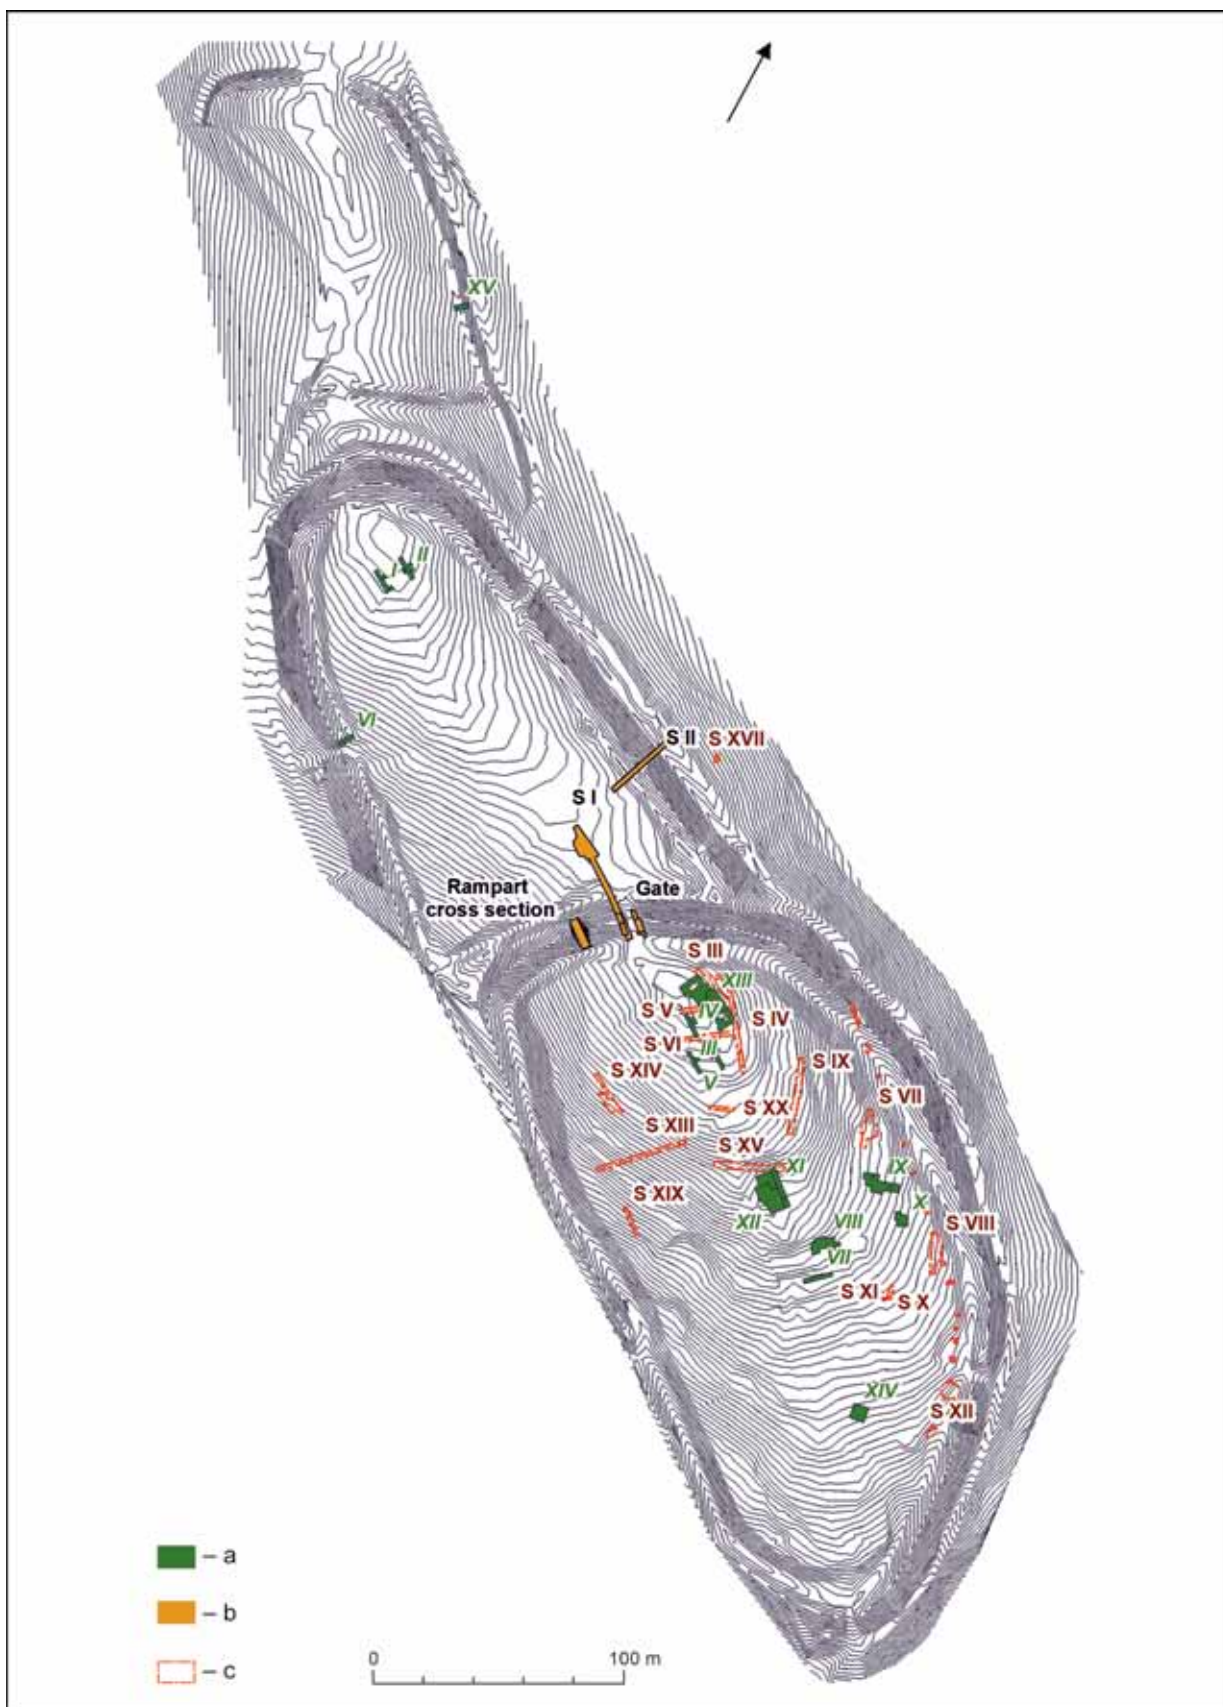 XV
II
I
VI
S II
S XVII
S I
Rampart
cross section
Gate
S III
XIII
S V
IV
S IV
S VI
III
S XIV
V
S IX
S VII
S XX
S XIII
S XV
XI
IX
S XIX
X
XII
VIII
S VIII
VII
S XI
S X
XIV
S XII
– a
– b
– c
0
100 m